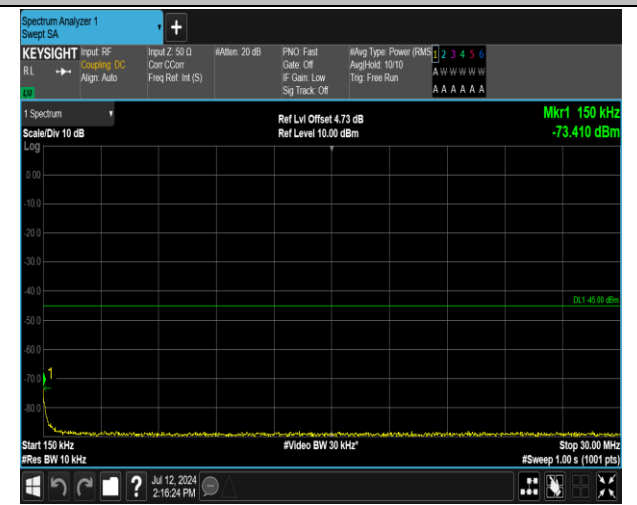 Spectrum Analyzer 1
Swept SA
+
KEYSIGHT Input: RF Input Z: 50 Ω #Atten: 20 dB PNO: Fast #Avg Type: Power (RMS 1 2 3 4 5 6
RL Coupling: DC Corr CCorr Gate: Off Avg|Hold: 10/10 A W W W W W
Align: Auto Freq Ref: Int (S) IF Gain: Low Trig: Free Run
Sig Track: Off A A A A A A
1 Spectrum Ref Lvl Offset 4.73 dB Mkr1 150 kHz
Scale/Div 10 dB Ref Level 10.00 dBm -73.410 dBm
Log
0.00
-10.0
-20.0
-30.0
-40.0
DL1 -45.00 dBm
-50.0
-60.0
1
-70.0
-80.0
Start 150 kHz #Video BW 30 kHz* Stop 30.00 MHz
#Res BW 10 kHz #Sweep 1.00 s (1001 pts)
? Jul 12, 2024
2:16:24 PM